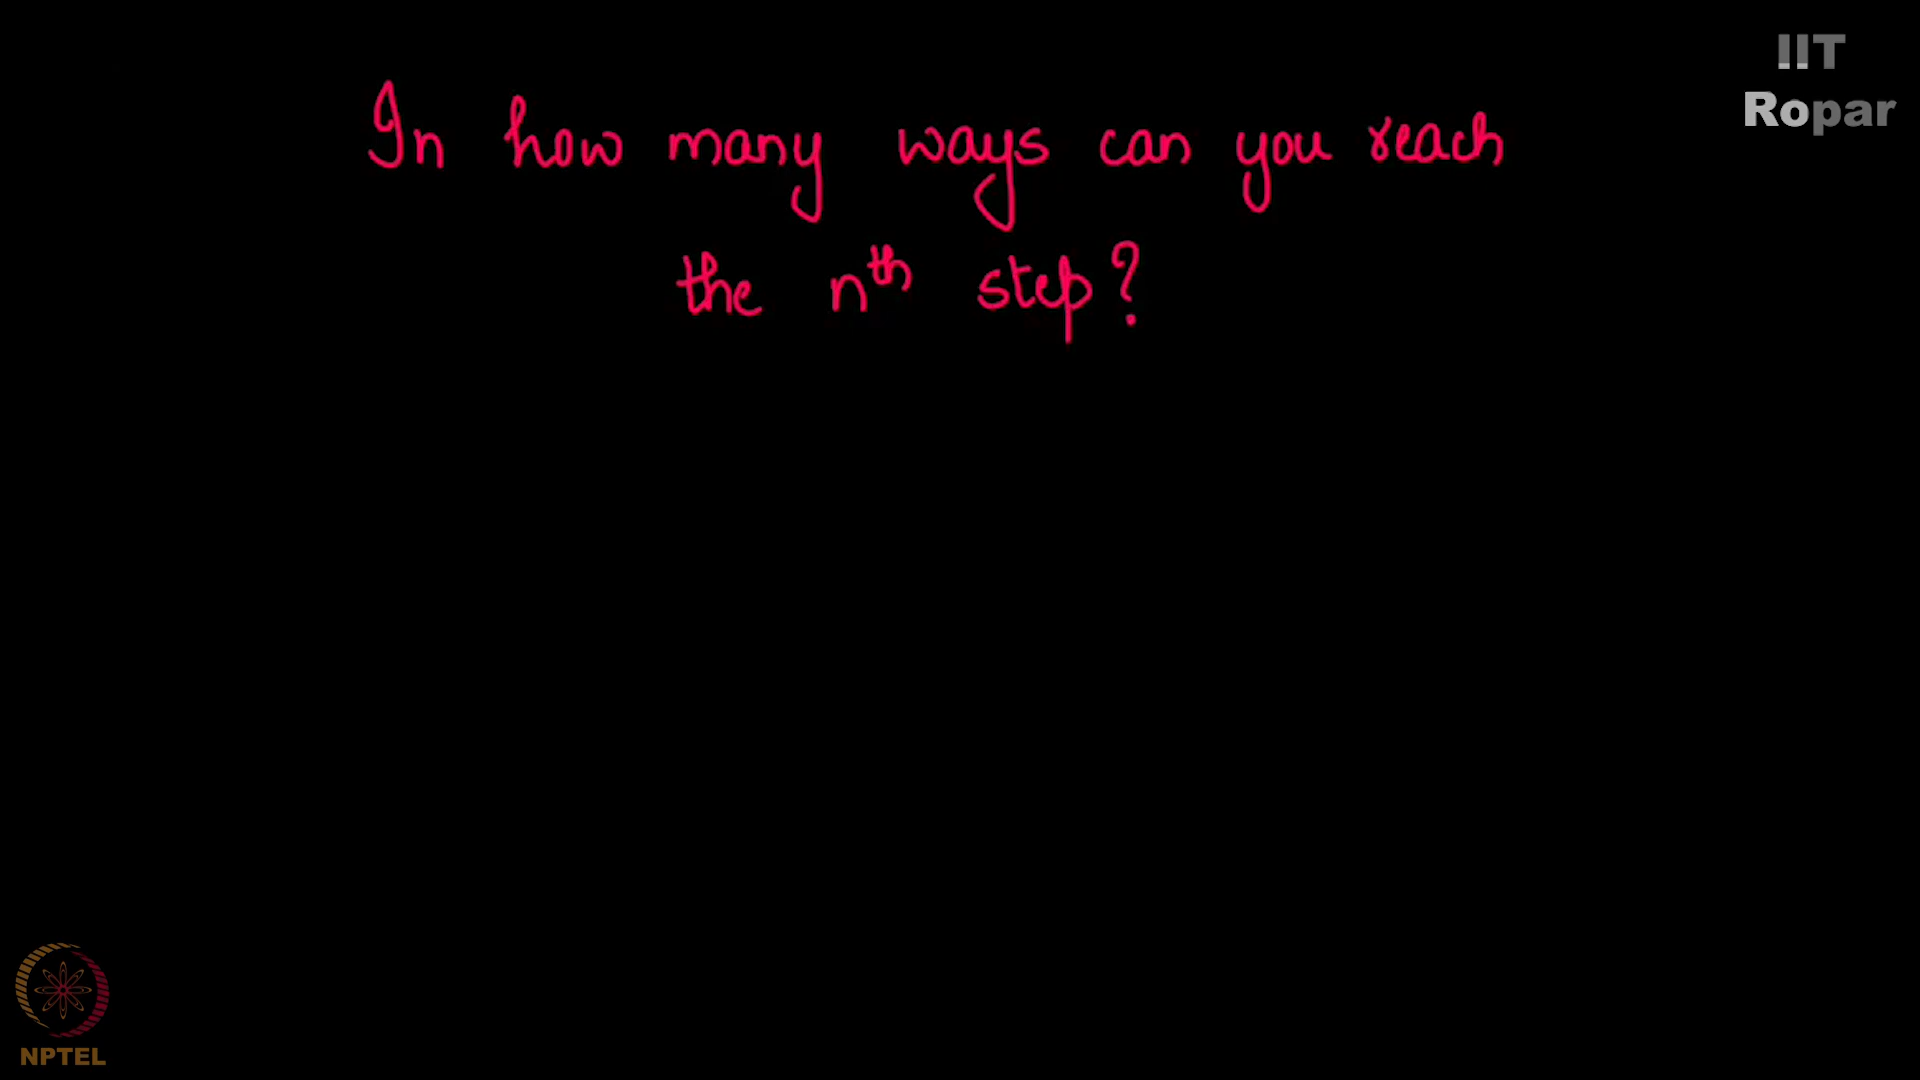 IIT
Ropar
In how many ways can you reach
the nth step?
NPTEL